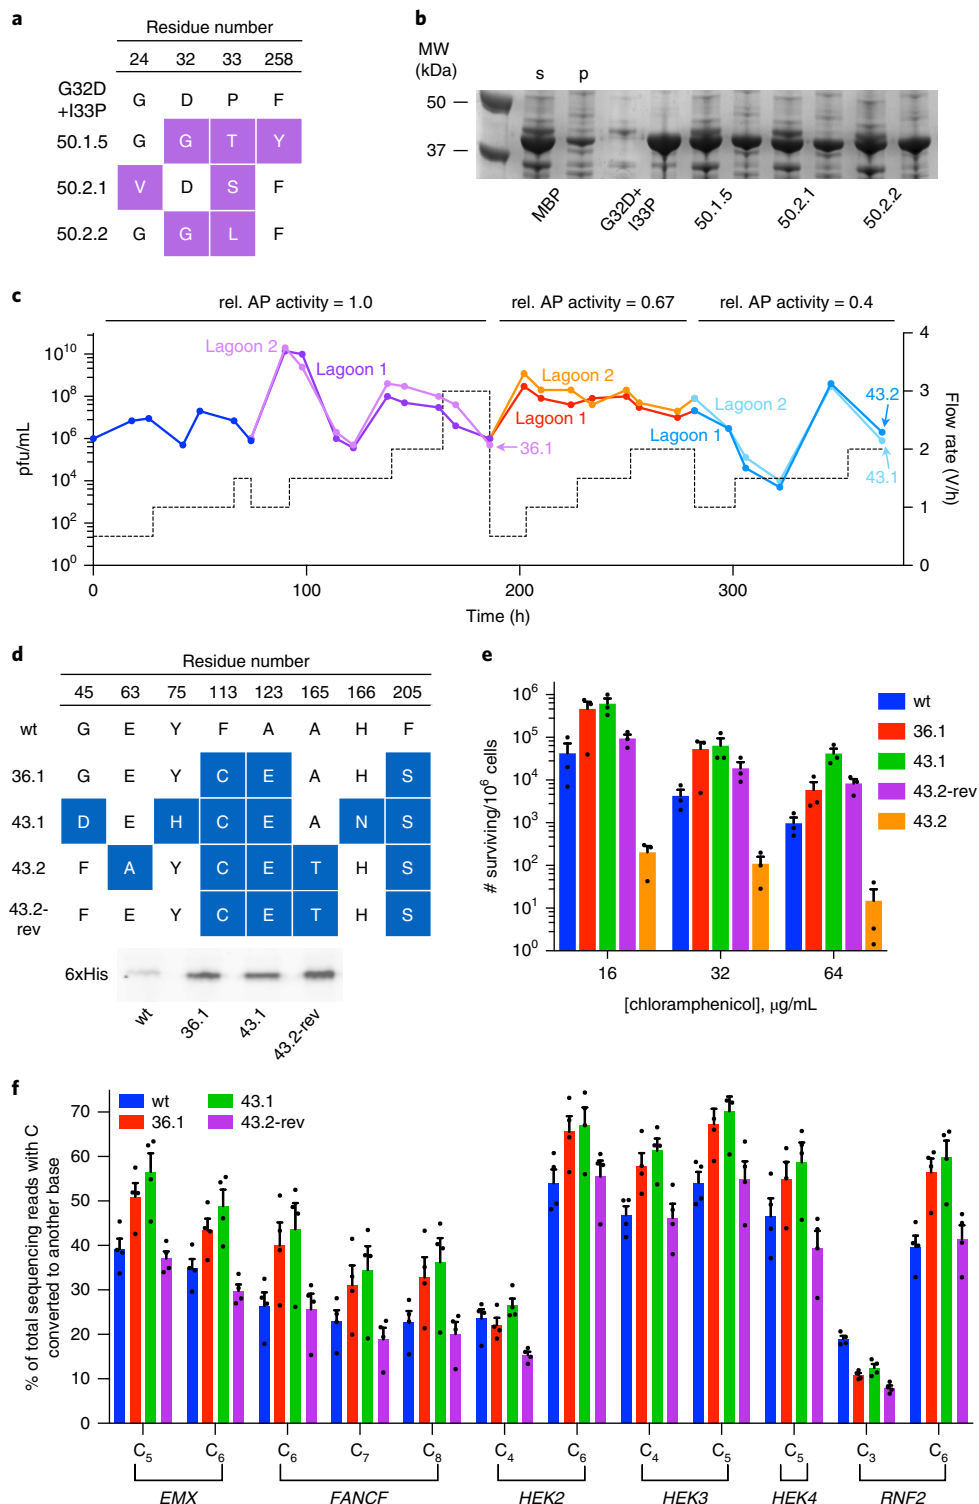 a
Residue number
24 32 33 258
G32D
+I33P G D P F
50.1.5 G G T Y
50.2.1 V D S F
50.2.2 G G L F
b
MW
(kDa)
s p
50
37
MBP
G32D+
I33P
50.1.5
50.2.1
50.2.2
c
rel. AP activity = 1.0
rel. AP activity = 0.67
rel. AP activity = 0.4
pfu/mL
10^10
10^8
10^6
10^4
10^2
10^0
Lagoon 2
Lagoon 1
36.1
Lagoon 2
Lagoon 1
Lagoon 2
Lagoon 1
43.2
43.1
4
3
2
1
0
Flow rate (V/h)
0 100 200 300
Time (h)
d
Residue number
45 63 75 113 123 165 166 205
wt G E Y F A A H F
36.1 G E Y C E A H S
43.1 D E H C E A N S
43.2 F A Y C E T H S
43.2-
rev F E Y C E T H S
6xHis
wt
36.1
43.1
43.2-rev
e
# surviving/10^6 cells
10^6
10^5
10^4
10^3
10^2
10^1
10^0
16 32 64
[chloramphenicol], μg/mL
wt
36.1
43.1
43.2-rev
43.2
f
% of total sequencing reads with C
converted to another base
70
60
50
40
30
20
10
0
wt
36.1
43.1
43.2-rev
C5 C6 C6 C7 C8 C4 C6 C4 C5 C5 C3 C6
EMX FANCF HEK2 HEK3 HEK4 RNF2